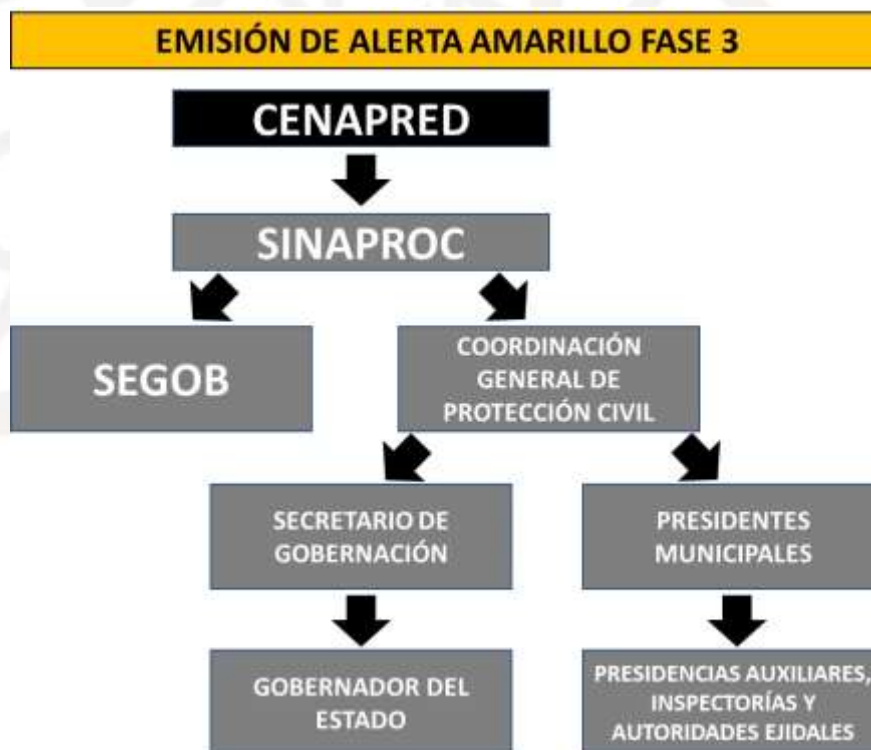 EMISIÓN DE ALERTA AMARILLO FASE 3
CENAPRED
SINAPROC
SEGOB
COORDINACIÓN
GENERAL DE
PROTECCIÓN CIVIL
SECRETARIO DE
GOBERNACIÓN
PRESIDENTES
MUNICIPALES
GOBERNADOR DEL
ESTADO
PRESIDENCIAS AUXILIARES,
INSPECTORÍAS Y
AUTORIDADES EJIDALES